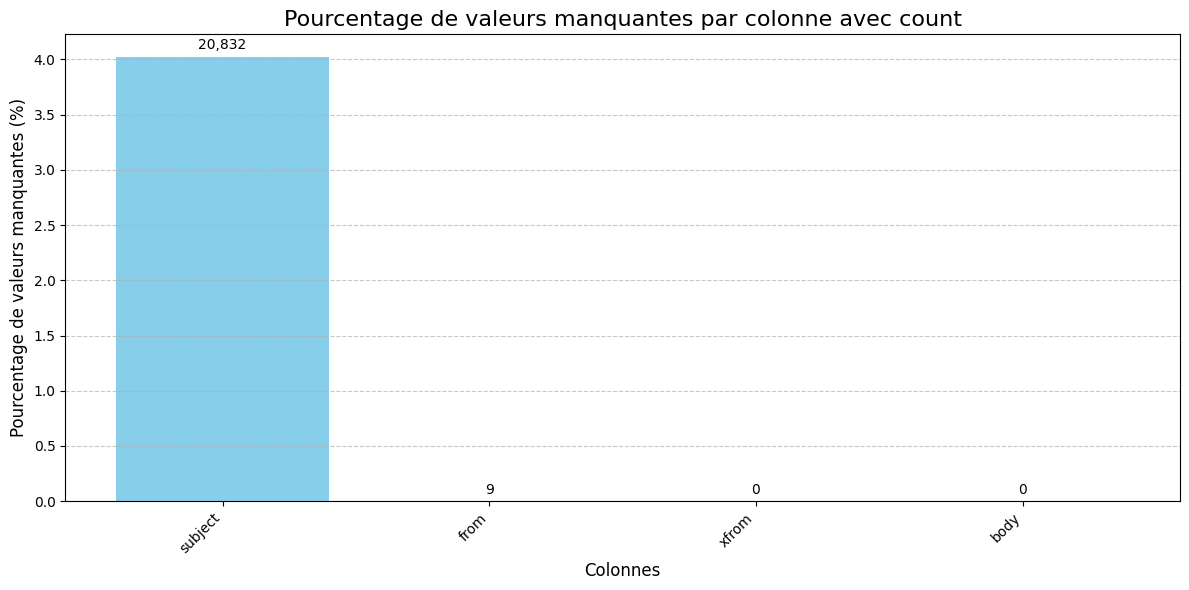 Pourcentage de valeurs manquantes par colonne avec count
Pourcentage de valeurs manquantes (%)
4.0
3.5
3.0
2.5
2.0
1.5
1.0
0.5
0.0
20,832
9
0
0
subject
from
xfrom
body
Colonnes